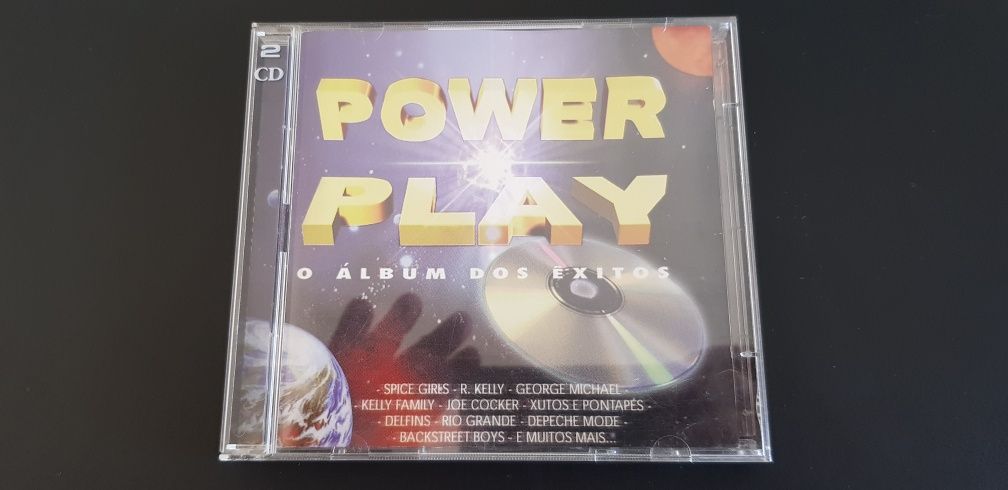 2
CD
POWER
PLAY
O ÁLBUM DOS ÊXITOS
- SPICE GIRLS - R. KELLY - GEORGE MICHAEL -
- KELLY FAMILY - JOE COCKER - XUTOS E PONTAPÉS -
- DELFINS - RIO GRANDE - DEPECHE MODE -
- BACKSTREET BOYS - E MUITOS MAIS...